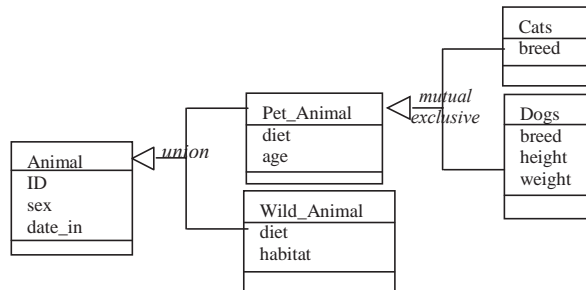 Animal
ID
sex
date_in
union
Pet_Animal
diet
age
Wild_Animal
diet
habitat
mutual
exclusive
Cats
breed
Dogs
breed
height
weight